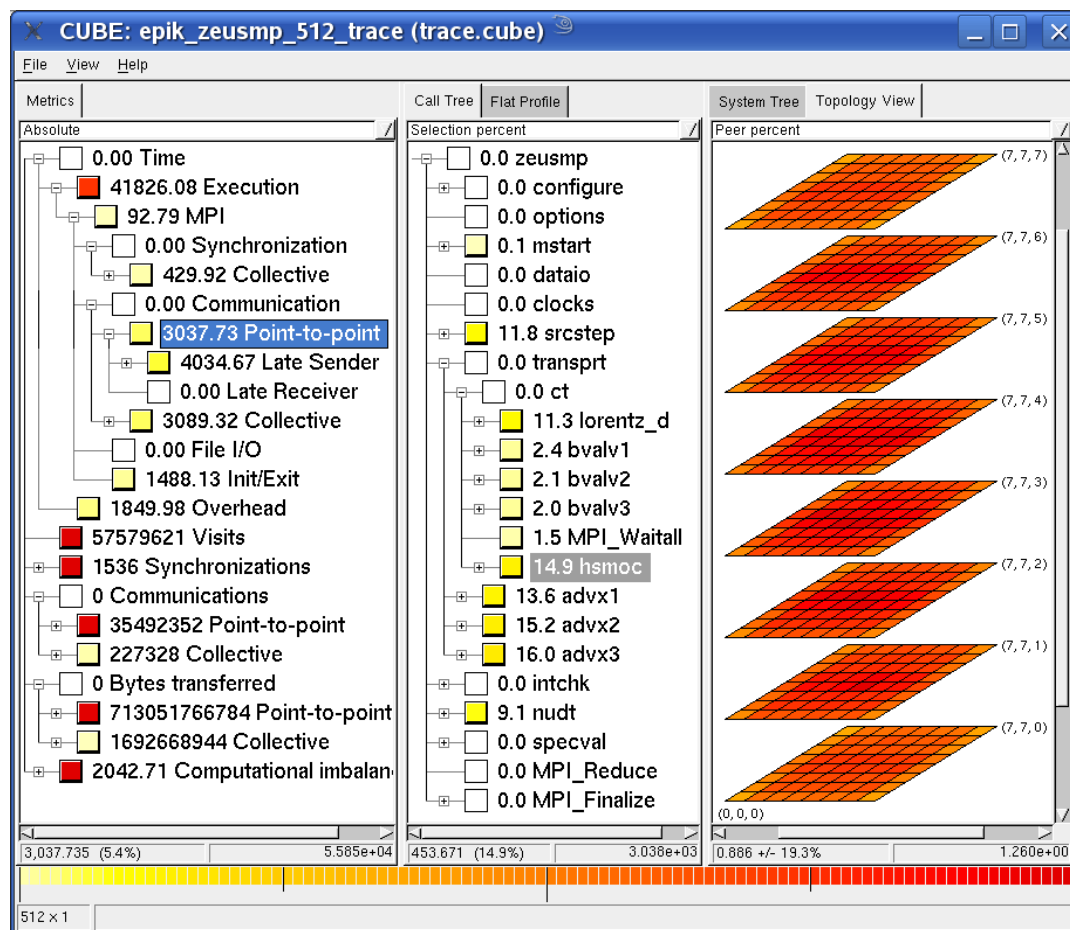 CUBE: epik_zeusmp_512_trace (trace.cube)
File View Help
Metrics
Absolute
0.00 Time
41826.08 Execution
92.79 MPI
0.00 Synchronization
429.92 Collective
0.00 Communication
3037.73 Point-to-point
4034.67 Late Sender
0.00 Late Receiver
3089.32 Collective
0.00 File I/O
1488.13 Init/Exit
1849.98 Overhead
57579621 Visits
1536 Synchronizations
0 Communications
35492352 Point-to-point
227328 Collective
0 Bytes transferred
713051766784 Point-to-point
1692668944 Collective
2042.71 Computational imbalan
3,037.735 (5.4%) 5.585e+04
Call Tree Flat Profile
Selection percent
0.0 zeusmp
0.0 configure
0.0 options
0.1 mstart
0.0 dataio
0.0 clocks
11.8 srcstep
0.0 transprt
0.0 ct
11.3 lorentz_d
2.4 bvalv1
2.1 bvalv2
2.0 bvalv3
1.5 MPI_Waitall
14.9 hsmoc
13.6 advx1
15.2 advx2
16.0 advx3
0.0 intchk
9.1 nudt
0.0 specval
0.0 MPI_Reduce
0.0 MPI_Finalize
453.671 (14.9%) 3.038e+03
System Tree Topology View
Peer percent
(7,7,7)
(7,7,6)
(7,7,5)
(7,7,4)
(7,7,3)
(7,7,2)
(7,7,1)
(7,7,0)
(0,0,0)
0.886 +/- 19.3% 1.260e+00
512 x 1